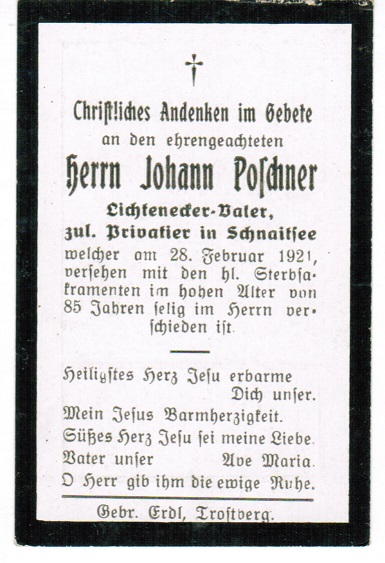 Christliches Andenken im Gebete
an den ehrengeachteten
Herrn Johann Poschner
Lichtenecker-Vater,
zul. Privatier in Schnaitsee
welcher am 28. Februar 1921,
versehen mit den hl. Sterbsa-
kramenten im hohen Alter von
85 Jahren selig im Herrn ver-
schieden ist.
Heiligstes Herz Jesu erbarme
Dich unser.
Mein Jesus Barmherzigkeit.
Süßes Herz Jesu sei meine Liebe.
Vater unser Ave Maria.
O Herr gib ihm die ewige Ruhe.
Gebr. Erdl, Trostberg.